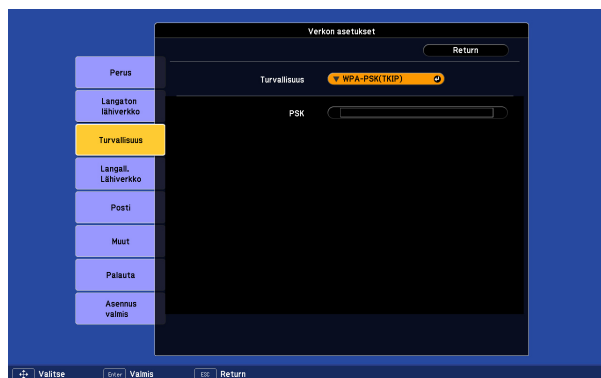 Verkon asetukset
Return
Perus
Turvallisuus
▼ WPA-PSK(TKIP)
Langaton
lähiverkko
PSK
Turvallisuus
Langall.
Lähiverkko
Posti
Muut
Palauta
Asennus
valmis
Valitse
Enter Valmis
ESC Return